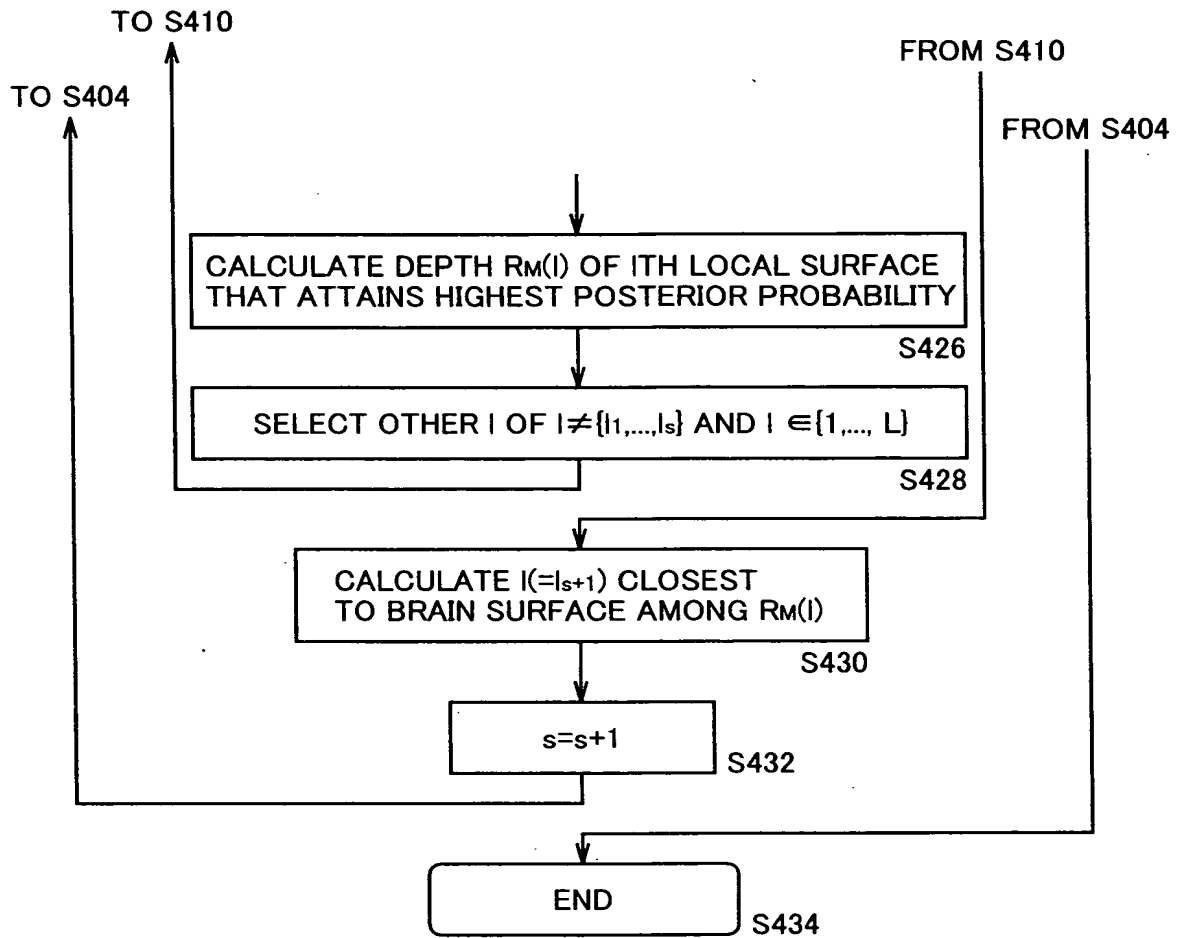 TO S410
FROM S410
TO S404
FROM S404
CALCULATE DEPTH RM(l) OF lTH LOCAL SURFACE
THAT ATTAINS HIGHEST POSTERIOR PROBABILITY
S426
SELECT OTHER l OF l≠{l1,...,ls} AND l ∈{1,..., L}
S428
CALCULATE l(=ls+1) CLOSEST
TO BRAIN SURFACE AMONG RM(l)
S430
s=s+1
S432
END
S434